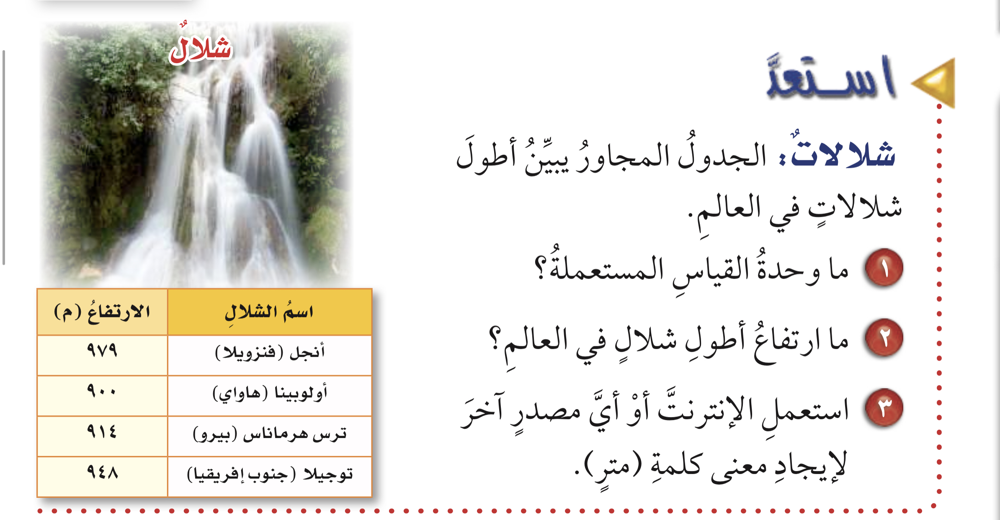 استعدَّ
شلالاتٌ: الجدولُ المجاورُ يبيِّنُ أطولَ
شلالاتٍ في العالمِ.
١ ما وحدةُ القياسِ المستعملةُ؟
٢ ما ارتفاعُ أطولِ شلالٍ في العالمِ؟
٣ استعملِ الإنترنتَّ أوْ أيَّ مصدرٍ آخرَ
لإيجادِ معنى كلمةِ (مترٍ).
شلالٌ
اسمُ الشلالِ الارتفاعُ (م)
أنجل (فنزويلا) ٩٧٩
أولوبينا (هاواي) ٩٠٠
ترس هرماناس (بيرو) ٩١٤
توجيلا (جنوب إفريقيا) ٩٤٨